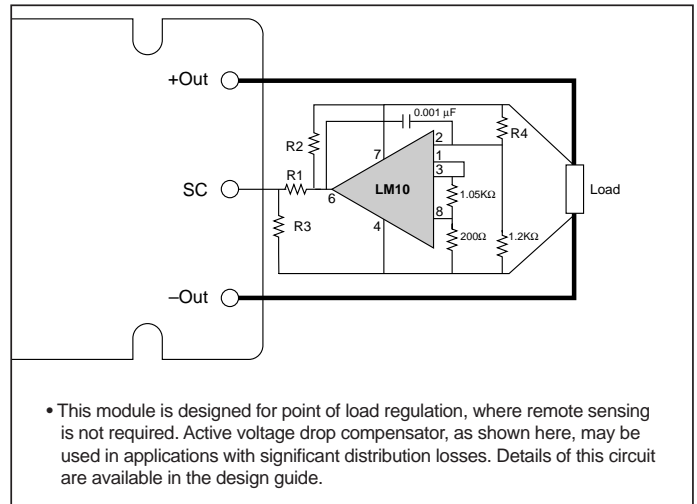 +Out
0.001 µF
R4
R2
2
7
1
3
R1
SC
LM10
6
1.05KΩ
Load
8
R3
4
200Ω
1.2KΩ
–Out
• This module is designed for point of load regulation, where remote sensing
is not required. Active voltage drop compensator, as shown here, may be
used in applications with significant distribution losses. Details of this circuit
are available in the design guide.